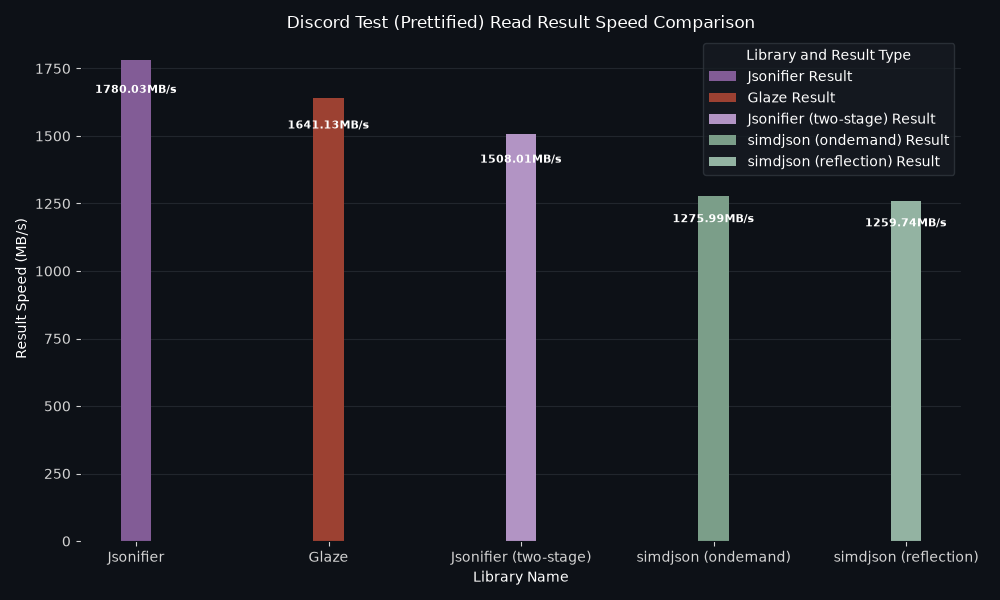 Discord Test (Prettified) Read Result Speed Comparison
Library and Result Type
Jsonifier Result
Glaze Result
Jsonifier (two-stage) Result
simdjson (ondemand) Result
simdjson (reflection) Result
Result Speed (MB/s)
1750
1500
1250
1000
750
500
250
0
1780.03MB/s
1641.13MB/s
1508.01MB/s
1275.99MB/s
1259.74MB/s
Jsonifier
Glaze
Jsonifier (two-stage)
simdjson (ondemand)
simdjson (reflection)
Library Name